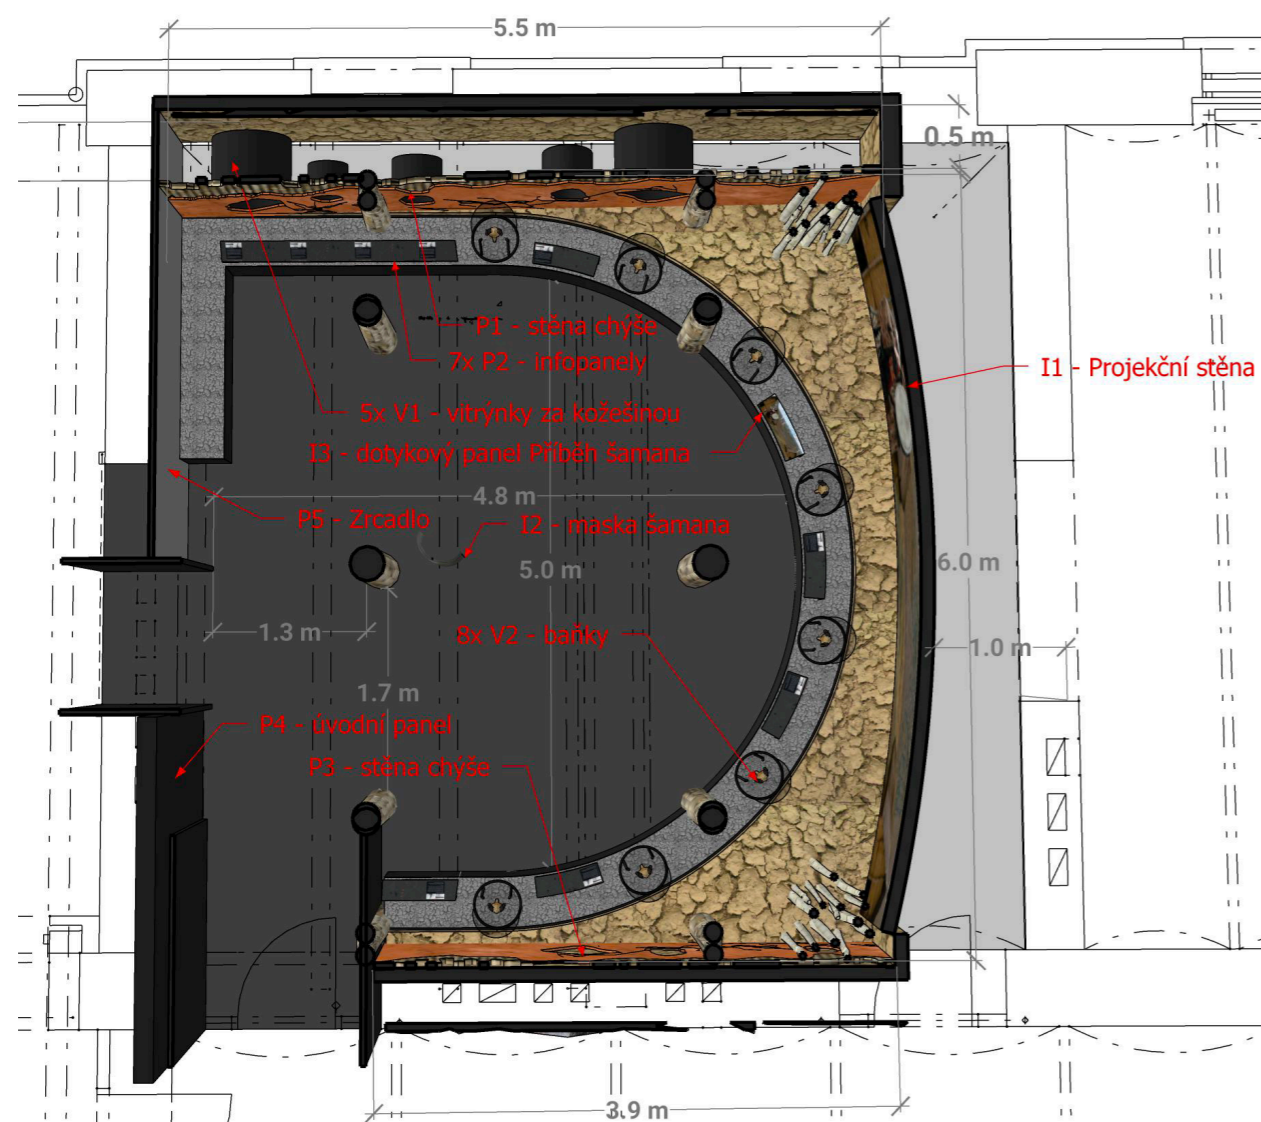 5.5 m
0.5 m
P1 - stěna chýše
7x P2 - Infopanely
I1 - Projekční stěna
5x V1 - vitrýnky za kožešinou
I3 - dotykový panel Příběh šamana
4.8 m
P5 - Zrcadlo
I2 - maska šamana
5.0 m
6.0 m
1.3 m
8x V2 - baňky
1.0 m
1.7 m
P4 - úvodní panel
P3 - stěna chýše
3.9 m